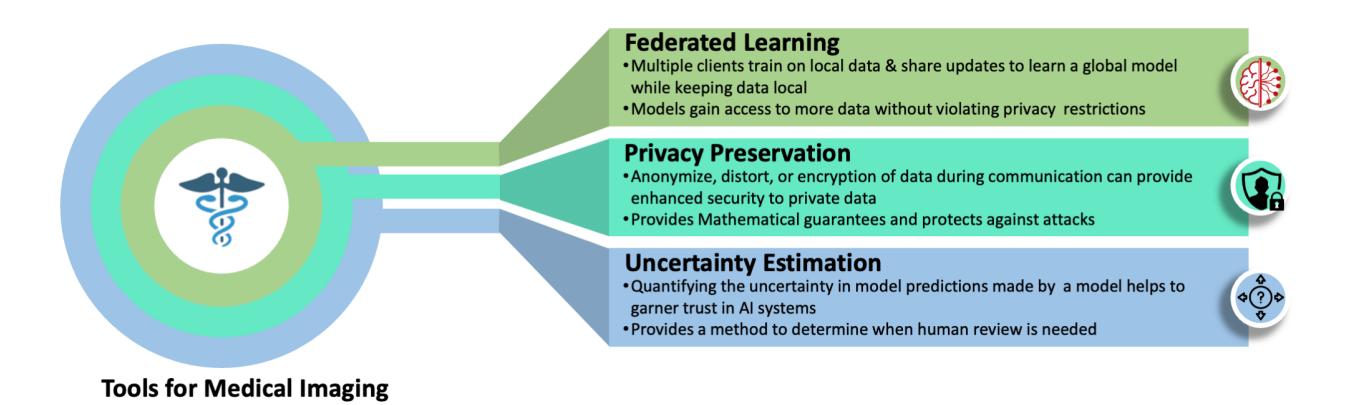 Federated Learning
•Multiple clients train on local data & share updates to learn a global model
while keeping data local
•Models gain access to more data without violating privacy restrictions
Privacy Preservation
•Anonymize, distort, or encryption of data during communication can provide
enhanced security to private data
•Provides Mathematical guarantees and protects against attacks
Uncertainty Estimation
•Quantifying the uncertainty in model predictions made by a model helps to
garner trust in AI systems
•Provides a method to determine when human review is needed
?
Tools for Medical Imaging